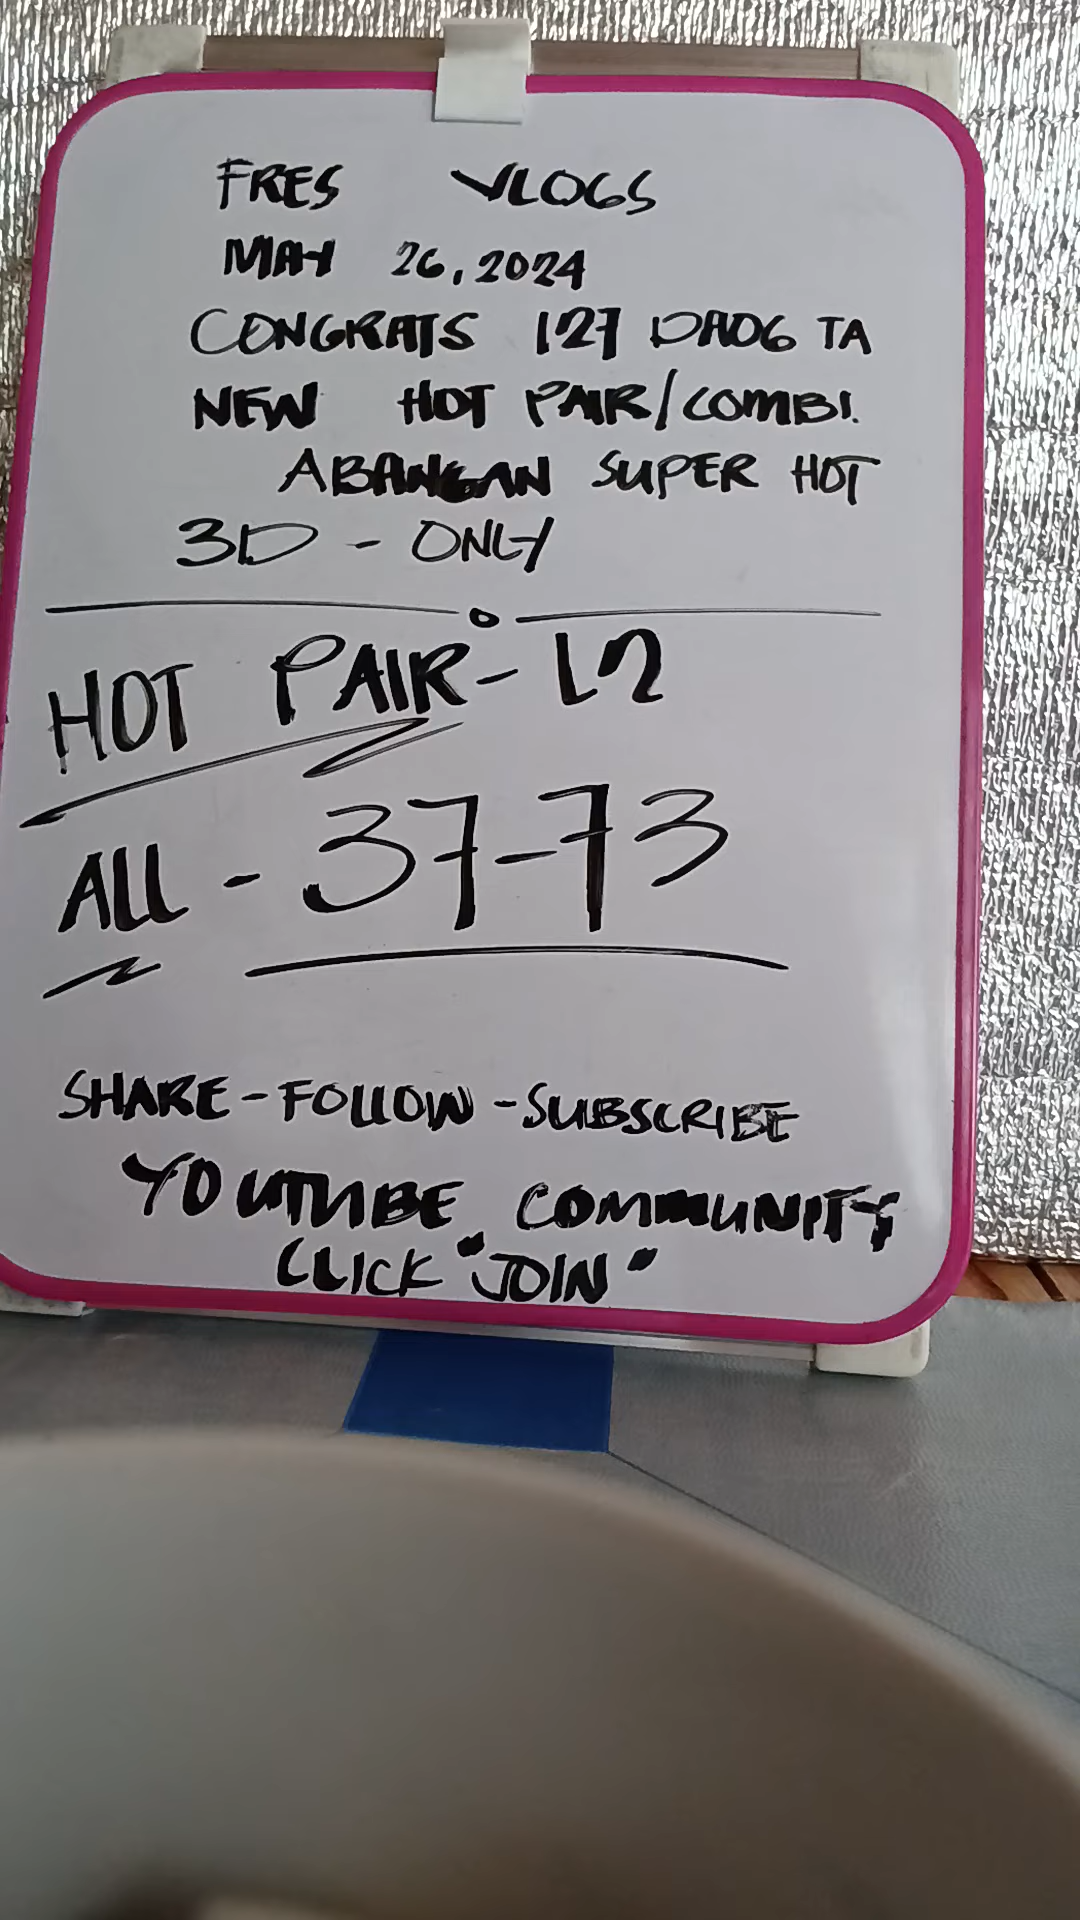 FRES VLOGS
MAY 26, 2024
CONGRATS 127 DAOG TA
NEW HOT PAIR/COMBI.
ABANGAN SUPER HOT
3D - ONLY
HOT PAIR - 12
ALL - 37-73
SHARE - FOLLOW - SUBSCRIBE
YOUTUBE COMMUNITY
CLICK "JOIN"